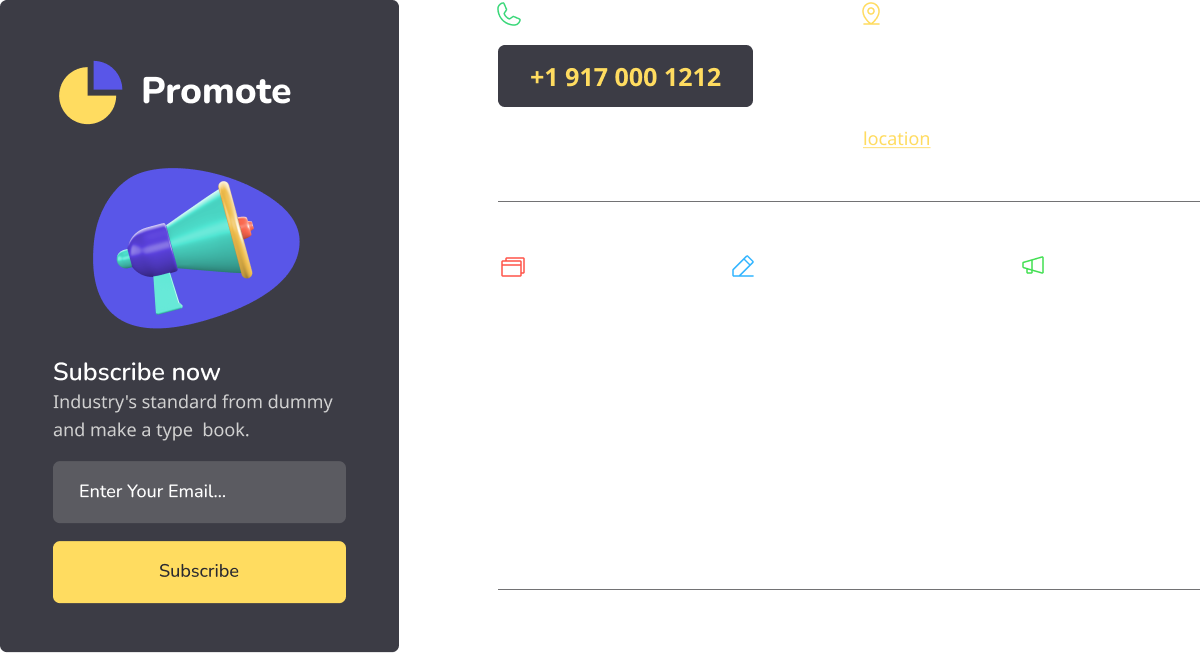 Promote
Subscribe now
Industry's standard from dummy
and make a type book.
Enter Your Email...
Subscribe
+1 917 000 1212
location